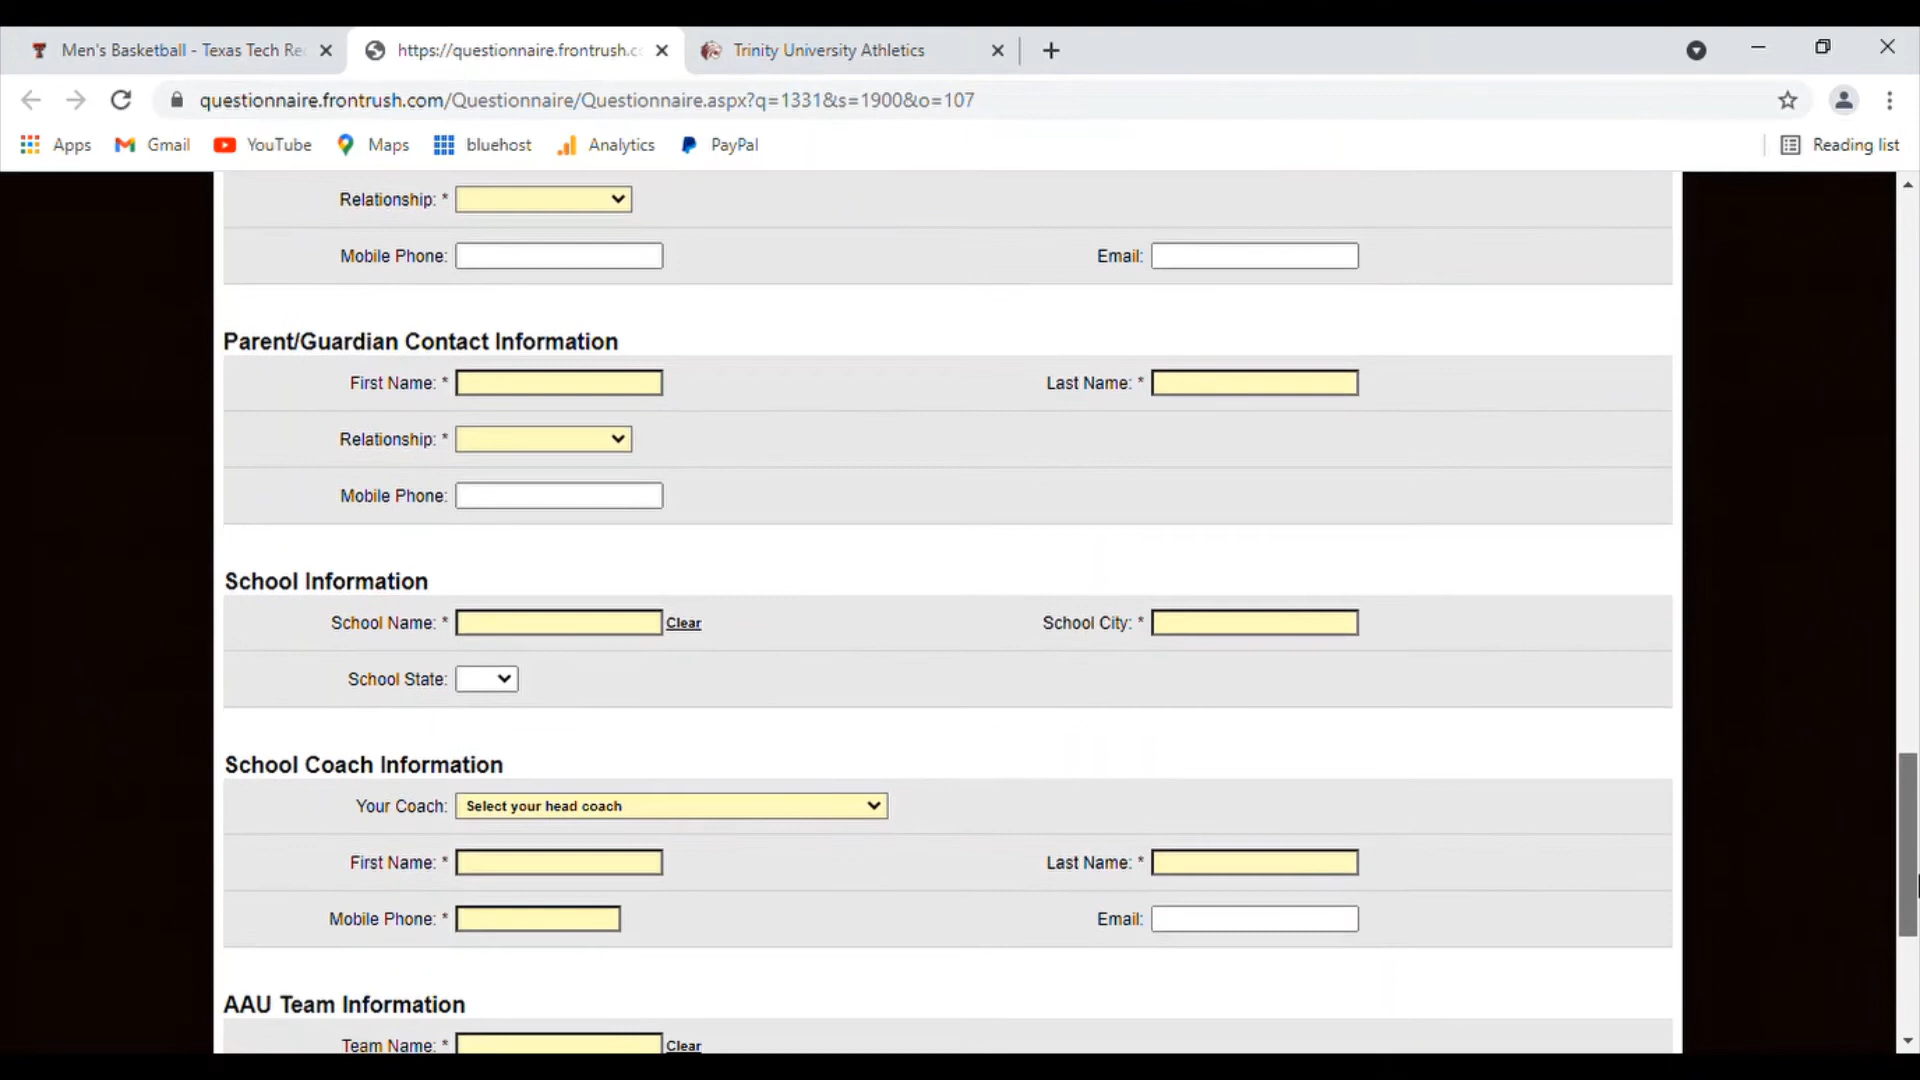 Men's Basketball - Texas Tech Re
https://questionnaire.frontrush.c
Trinity University Athletics
questionnaire.frontrush.com/Questionnaire/Questionnaire.aspx?q=1331&s=1900&o=107
Apps Gmail YouTube Maps bluehost Analytics PayPal Reading list
Relationship: *
Mobile Phone: Email:
Parent/Guardian Contact Information
First Name: * Last Name: *
Relationship: *
Mobile Phone:
School Information
School Name: * Clear School City: *
School State:
School Coach Information
Your Coach: Select your head coach
First Name: * Last Name: *
Mobile Phone: * Email:
AAU Team Information
Team Name: * Clear